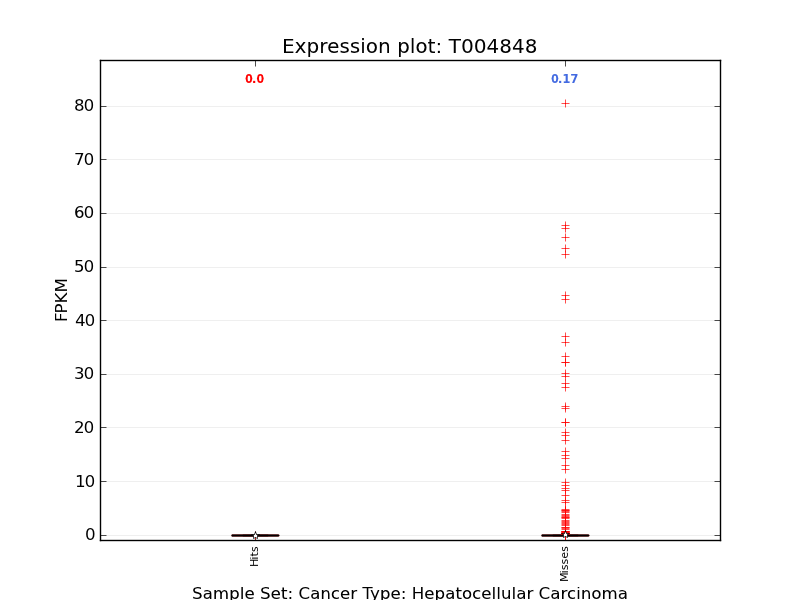 Expression plot: T004848
0.0
0.17
80
70
60
50
40
30
20
10
0
FPKM
Hits
Misses
Sample Set: Cancer Type: Hepatocellular Carcinoma